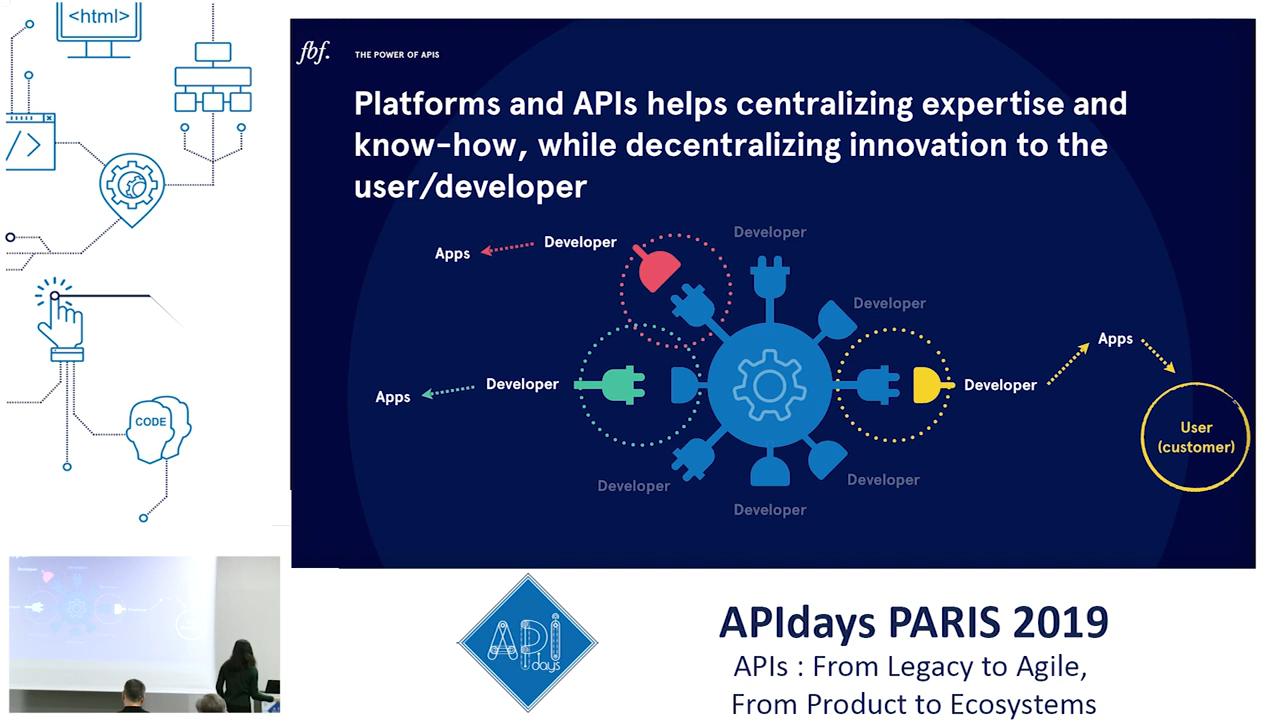 <html>
</>
CODE
fbf.
THE POWER OF APIS
Platforms and APIs helps centralizing expertise and
know-how, while decentralizing innovation to the
user/developer
Apps
Developer
Developer
Developer
Apps
Developer
Developer
Apps
User
(customer)
Developer
Developer
Developer
API
days
APIdays PARIS 2019
APIs : From Legacy to Agile,
From Product to Ecosystems